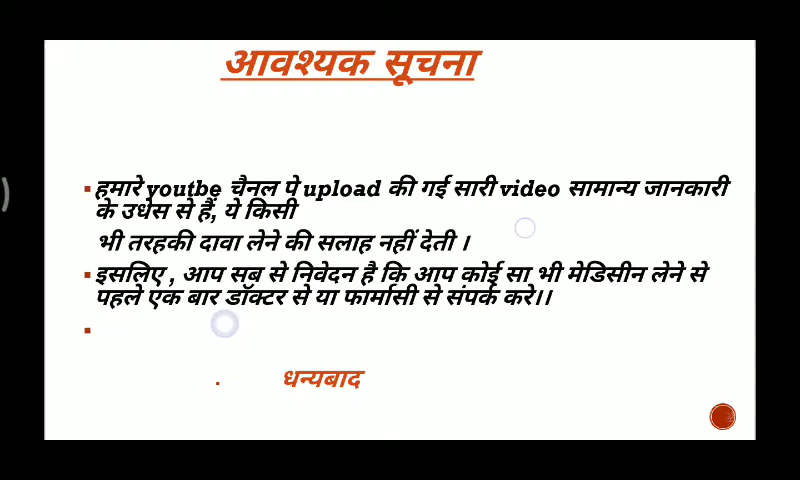 आवश्यक सूचना
हमारे youtbe चैनल पे upload की गई सारी video सामान्य जानकारी
के उधेस से हैं, ये किसी
भी तरहकी दावा लेने की सलाह नहीं देती ।
इसलिए , आप सब से निवेदन है कि आप कोई सा भी मेडिसीन लेने से
पहले एक बार डॉक्टर से या फार्मासी से संपर्क करे।।
धन्यबाद